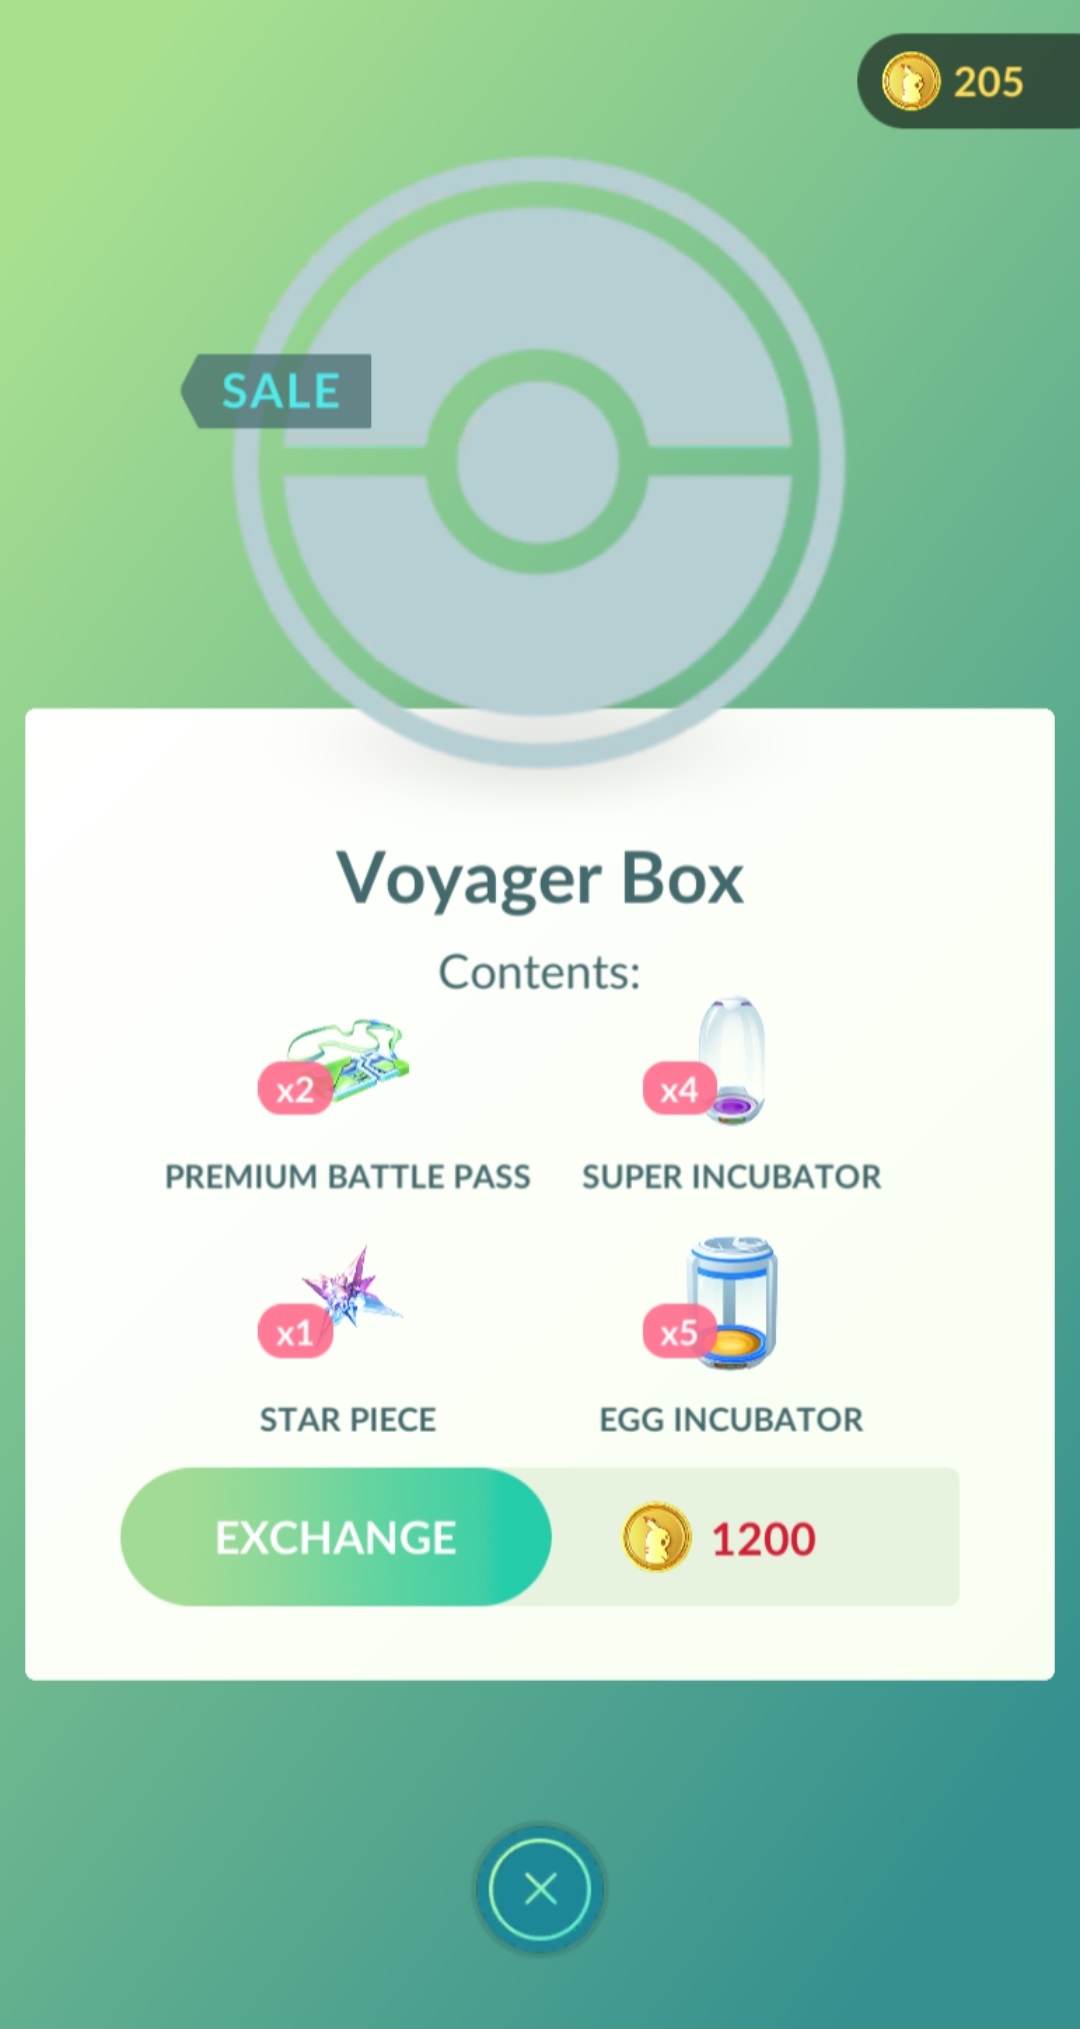 205
SALE
Voyager Box
Contents:
x2
x4
PREMIUM BATTLE PASS
SUPER INCUBATOR
x1
x5
STAR PIECE
EGG INCUBATOR
EXCHANGE
1200